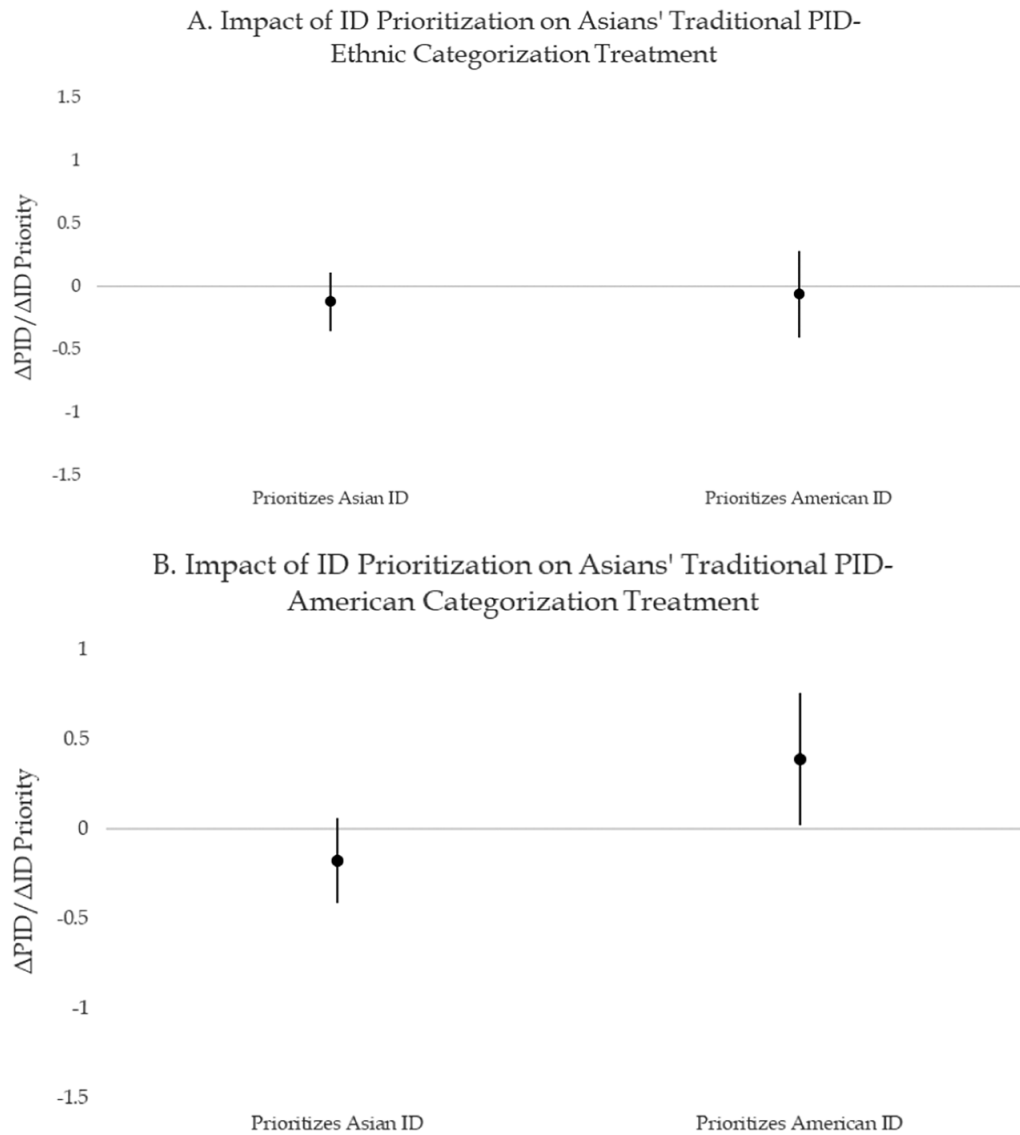 A. Impact of ID Prioritization on Asians' Traditional PID-
Ethnic Categorization Treatment
1.5
1
0.5
0
-0.5
-1
-1.5
ΔPID/ΔID Priority
Prioritizes Asian ID
Prioritizes American ID
B. Impact of ID Prioritization on Asians' Traditional PID-
American Categorization Treatment
1
0.5
0
-0.5
-1
-1.5
ΔPID/ΔID Priority
Prioritizes Asian ID
Prioritizes American ID